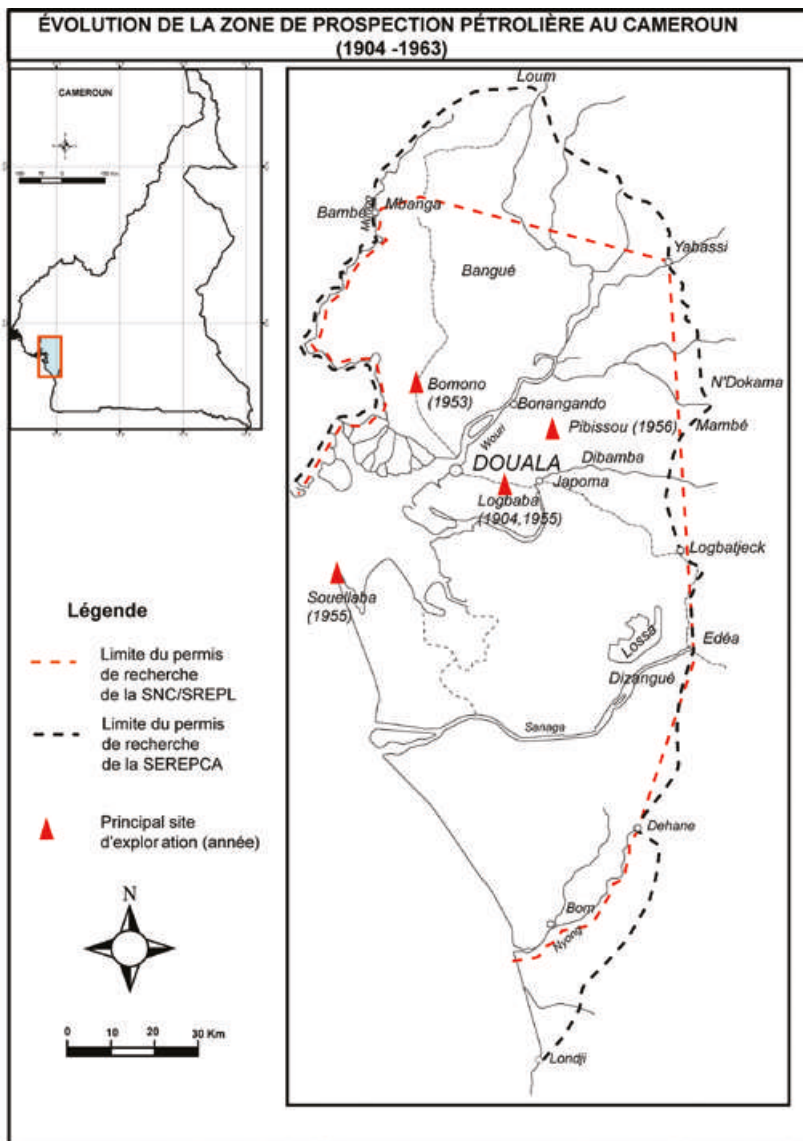 ÉVOLUTION DE LA ZONE DE PROSPECTION PÉTROLIÈRE AU CAMEROUN
(1904 -1963)
CAMEROUN
Loum
Bambé
Mbanga
Mungo
Yabassi
Bangué
Bomono
(1953)
Bonangando
N'Dokama
Pibissou (1956)
Mambé
Wouri
DOUALA
Dibamba
Japoma
Logbaba
(1904,1955)
Logbatjeck
Souellaba
(1955)
Lossa
Edéa
Dizangué
Sanaga
Dehane
Born
Nyong
Londji
Légende
Limite du permis
de recherche
de la SNC/SREPL
Limite du permis
de recherche
de la SEREPCA
Principal site
d'exploration (année)
N
0 10 20 30 Km